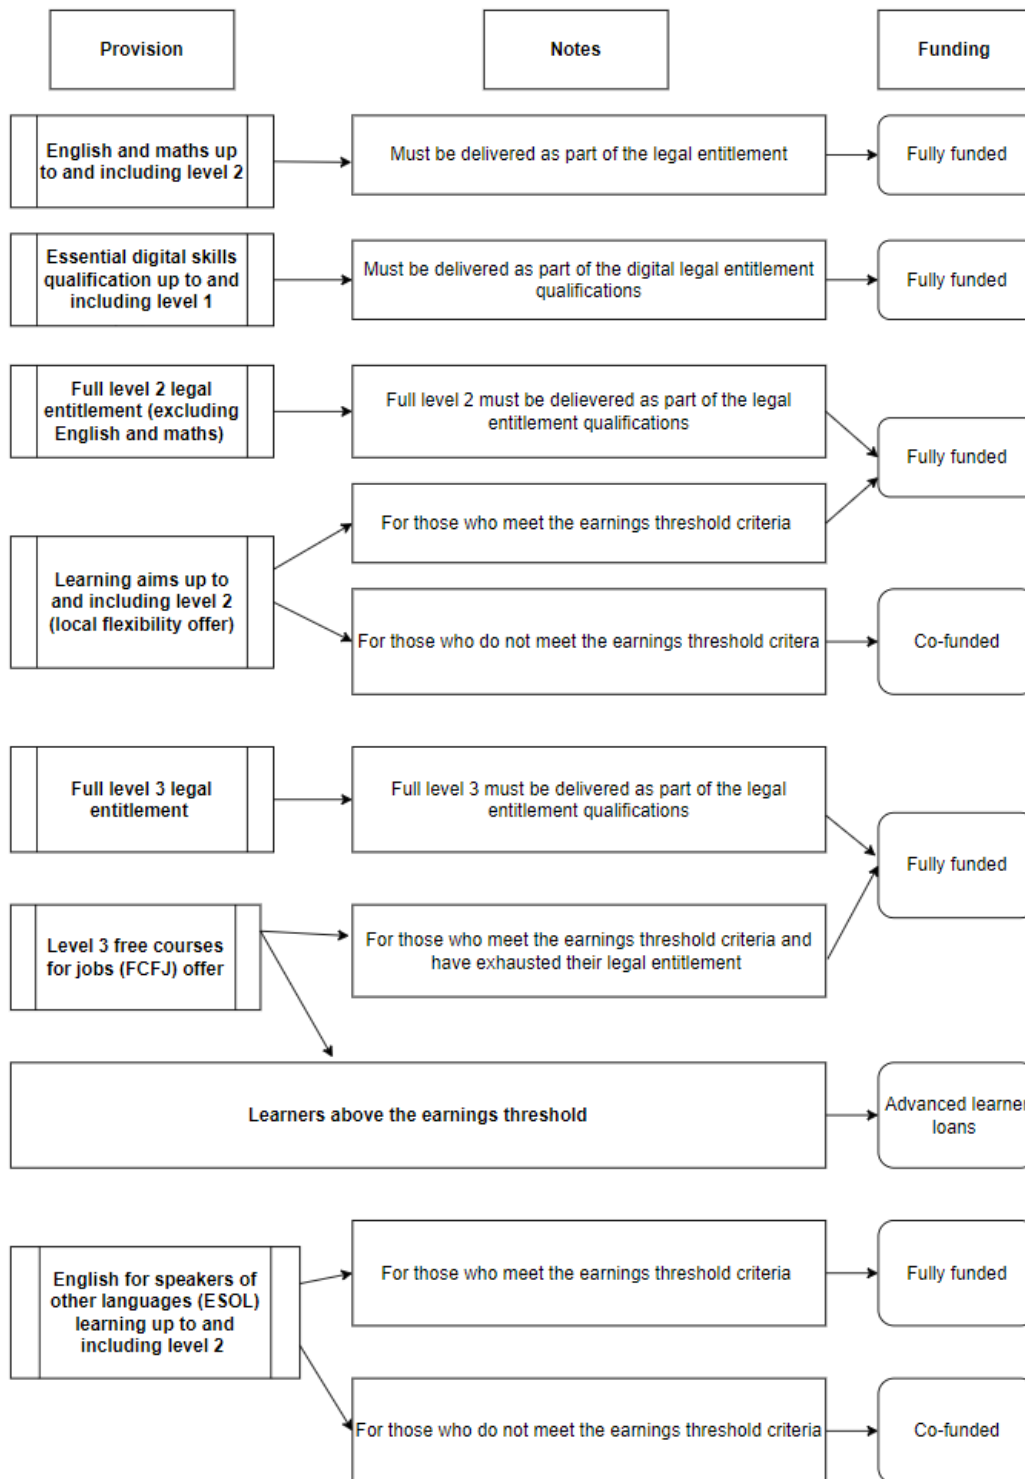 Provision
Notes
Funding
English and maths up
to and including level 2
Must be delivered as part of the legal entitlement
Fully funded
Essential digital skills
qualification up to and
including level 1
Must be delivered as part of the digital legal entitlement
qualifications
Fully funded
Full level 2 legal
entitlement (excluding
English and maths)
Full level 2 must be delievered as part of the legal
entitlement qualifications
Fully funded
Learning aims up to
and including level 2
(local flexibility offer)
For those who meet the earnings threshold criteria
For those who do not meet the earnings threshold critera
Co-funded
Full level 3 legal
entitlement
Full level 3 must be delivered as part of the legal
entitlement qualifications
Fully funded
Level 3 free courses
for jobs (FCFJ) offer
For those who meet the earnings threshold criteria and
have exhausted their legal entitlement
Learners above the earnings threshold
Advanced learner
loans
English for speakers of
other languages (ESOL)
learning up to and
including level 2
For those who meet the earnings threshold criteria
Fully funded
For those who do not meet the earnings threshold criteria
Co-funded